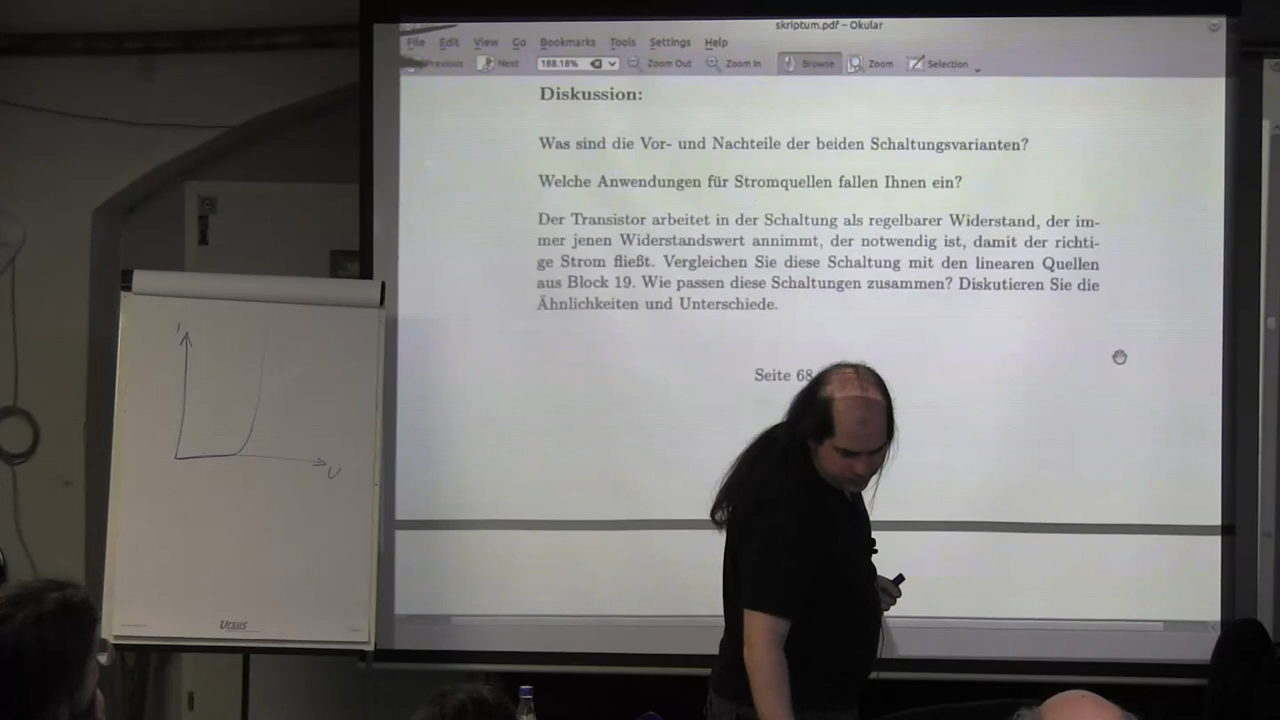 skriptum.pdf – Okular
File Edit View Go Bookmarks Tools Settings Help
Previous Next 188.18% Zoom Out Zoom In Browse Zoom Selection
Diskussion:
Was sind die Vor- und Nachteile der beiden Schaltungsvarianten?
Welche Anwendungen für Stromquellen fallen Ihnen ein?
Der Transistor arbeitet in der Schaltung als regelbarer Widerstand, der im-
mer jenen Widerstandswert annimmt, der notwendig ist, damit der richti-
ge Strom fließt. Vergleichen Sie diese Schaltung mit den linearen Quellen
aus Block 19. Wie passen diese Schaltungen zusammen? Diskutieren Sie die
Ähnlichkeiten und Unterschiede.
Seite 68
I
U
URSUS